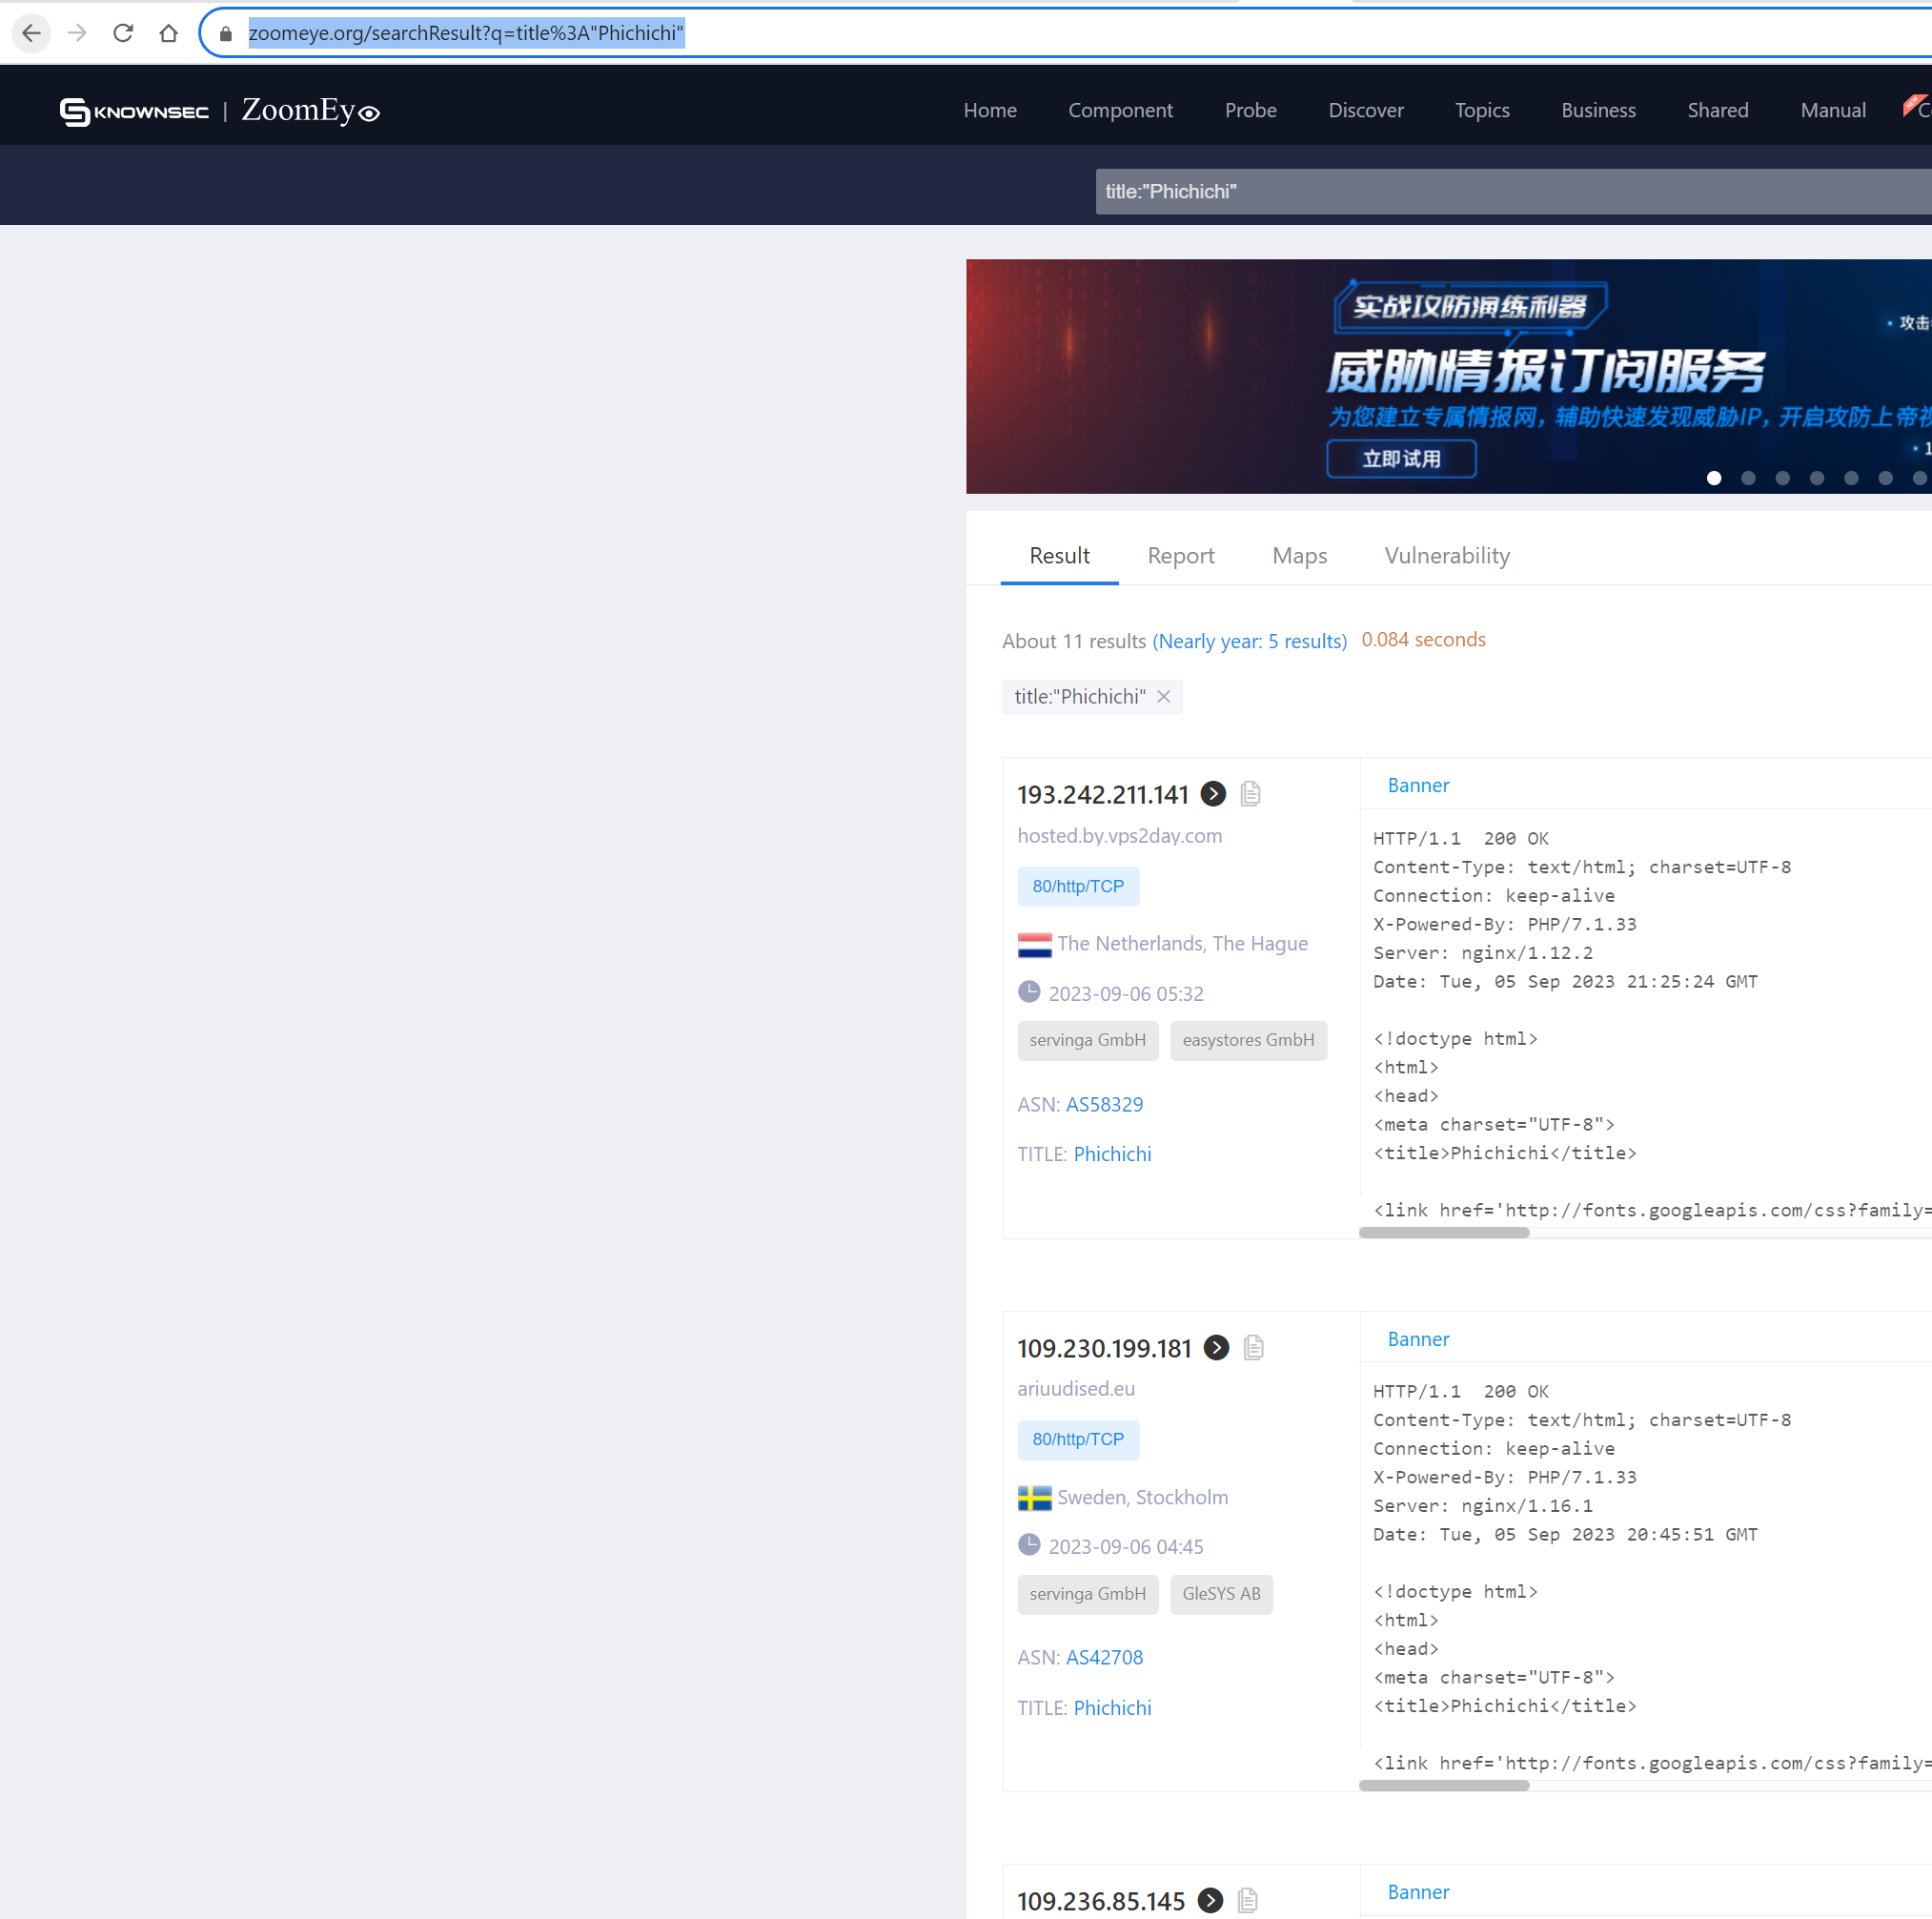 zoomeye.org/searchResult?q=title%3A"Phichichi"
KNOWNSEC | ZoomEye
Home Component Probe Discover Topics Business Shared Manual
NEW
title:"Phichichi"
实战攻防演练利器
威胁情报订阅服务
为您建立专属情报网，辅助快速发现威胁IP，开启攻防上帝视
立即试用
· 攻击
Result Report Maps Vulnerability
About 11 results (Nearly year: 5 results) 0.084 seconds
title:"Phichichi"
193.242.211.141
hosted.by.vps2day.com
80/http/TCP
The Netherlands, The Hague
2023-09-06 05:32
servinga GmbH easystores GmbH
ASN: AS58329
TITLE: Phichichi
Banner
HTTP/1.1  200 OK
Content-Type: text/html; charset=UTF-8
Connection: keep-alive
X-Powered-By: PHP/7.1.33
Server: nginx/1.12.2
Date: Tue, 05 Sep 2023 21:25:24 GMT
<!doctype html>
<html>
<head>
<meta charset="UTF-8">
<title>Phichichi</title>
<link href='http://fonts.googleapis.com/css?family=
109.230.199.181
ariuudised.eu
80/http/TCP
Sweden, Stockholm
2023-09-06 04:45
servinga GmbH GleSYS AB
ASN: AS42708
TITLE: Phichichi
Banner
HTTP/1.1  200 OK
Content-Type: text/html; charset=UTF-8
Connection: keep-alive
X-Powered-By: PHP/7.1.33
Server: nginx/1.16.1
Date: Tue, 05 Sep 2023 20:45:51 GMT
<!doctype html>
<html>
<head>
<meta charset="UTF-8">
<title>Phichichi</title>
<link href='http://fonts.googleapis.com/css?family=
109.236.85.145
Banner